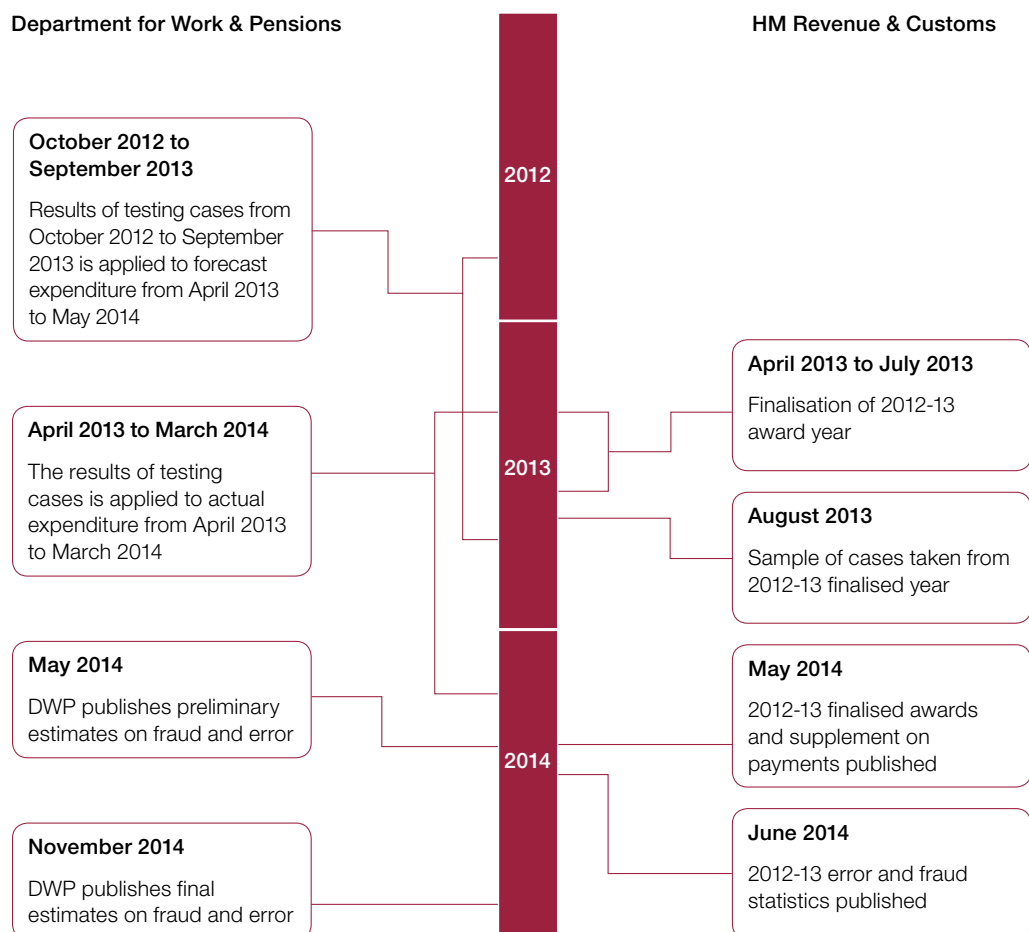 Department for Work & Pensions
HM Revenue & Customs
2012
2013
2014
October 2012 to
September 2013
Results of testing cases from
October 2012 to September
2013 is applied to forecast
expenditure from April 2013
to May 2014
April 2013 to March 2014
The results of testing
cases is applied to actual
expenditure from April 2013
to March 2014
May 2014
DWP publishes preliminary
estimates on fraud and error
November 2014
DWP publishes final
estimates on fraud and error
April 2013 to July 2013
Finalisation of 2012-13
award year
August 2013
Sample of cases taken from
2012-13 finalised year
May 2014
2012-13 finalised awards
and supplement on
payments published
June 2014
2012-13 error and fraud
statistics published